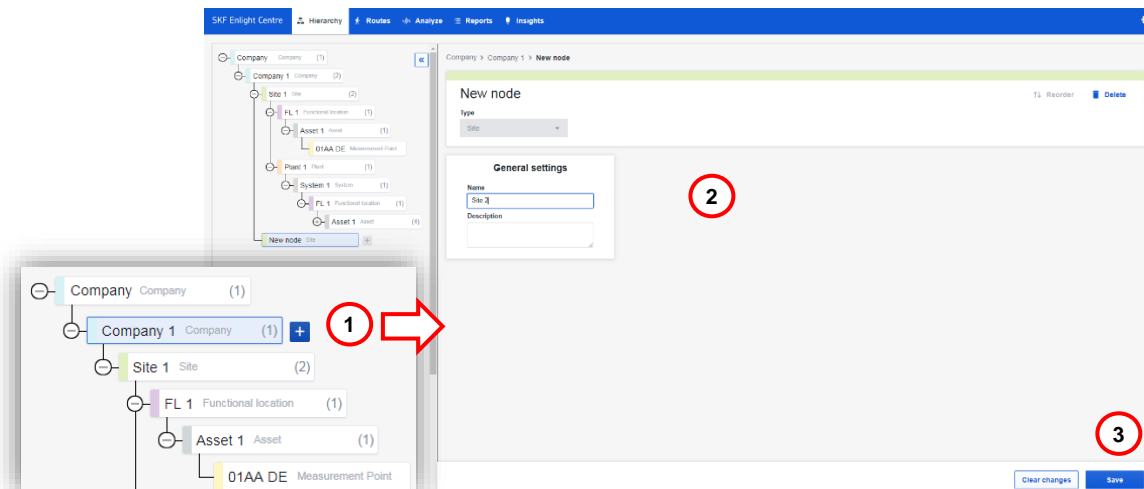 SKF Enlight Centre Hierarchy Routes Analyze Reports Insights
Company Company (1)
Company 1 Company (2)
Site 1 Site (2)
FL 1 Functional location (1)
Asset 1 Asset (1)
01AA DE Measurement Point
Plant 1 Plant (1)
System 1 System (1)
FL 1 Functional location (1)
Asset 1 Asset (6)
New node Site +
«
Company > Company 1 > New node
New node
Reorder Delete
Type
Site
General settings
Name
Site 2
Description
2
Company Company (1)
Company 1 Company (1) +
1
Site 1 Site (2)
FL 1 Functional location (1)
Asset 1 Asset (1)
01AA DE Measurement Point
3
Clear changes Save